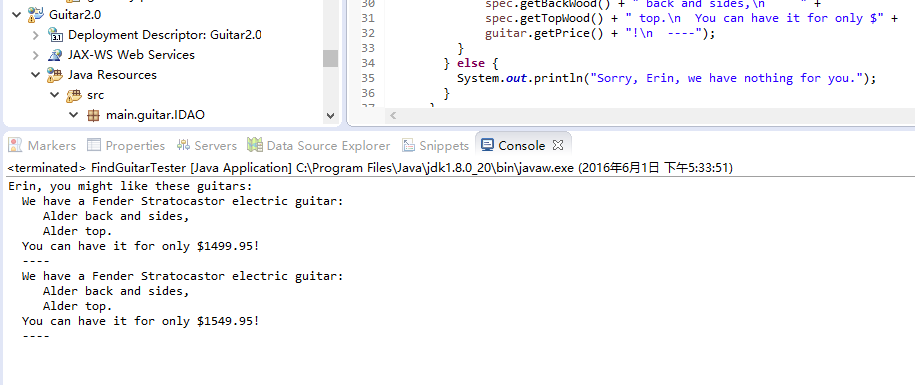 Guitar2.0
Deployment Descriptor: Guitar2.0
JAX-WS Web Services
Java Resources
src
main.guitar.IDAO
30 spec.getBackWood() + " back and sides,\n     " +
31 spec.getTopWood() + " top.\n  You can have it for only $" +
32 guitar.getPrice() + "!\n  ----");
33 }
34 } else {
35 System.out.println("Sorry, Erin, we have nothing for you.");
36 }
37 }
Markers Properties Servers Data Source Explorer Snippets Console
<terminated> FindGuitarTester [Java Application] C:\Program Files\Java\jdk1.8.0_20\bin\javaw.exe (2016年6月1日 下午5:33:51)
Erin, you might like these guitars:
We have a Fender Stratocastor electric guitar:
Alder back and sides,
Alder top.
You can have it for only $1499.95!
----
We have a Fender Stratocastor electric guitar:
Alder back and sides,
Alder top.
You can have it for only $1549.95!
----